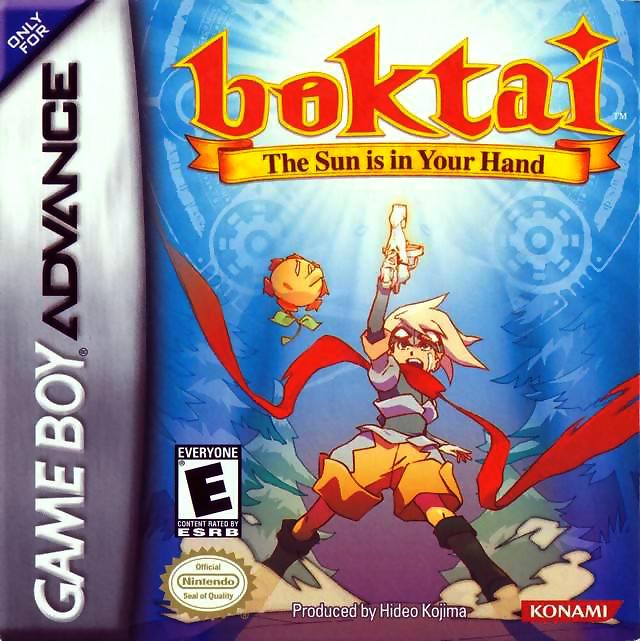 ONLY
FOR
GAME BOY ADVANCE
boktai
TM
The Sun is in Your Hand
EVERYONE
E
CONTENT RATED BY
ESRB
Official
Nintendo
Seal of Quality
Produced by Hideo Kojima
KONAMI